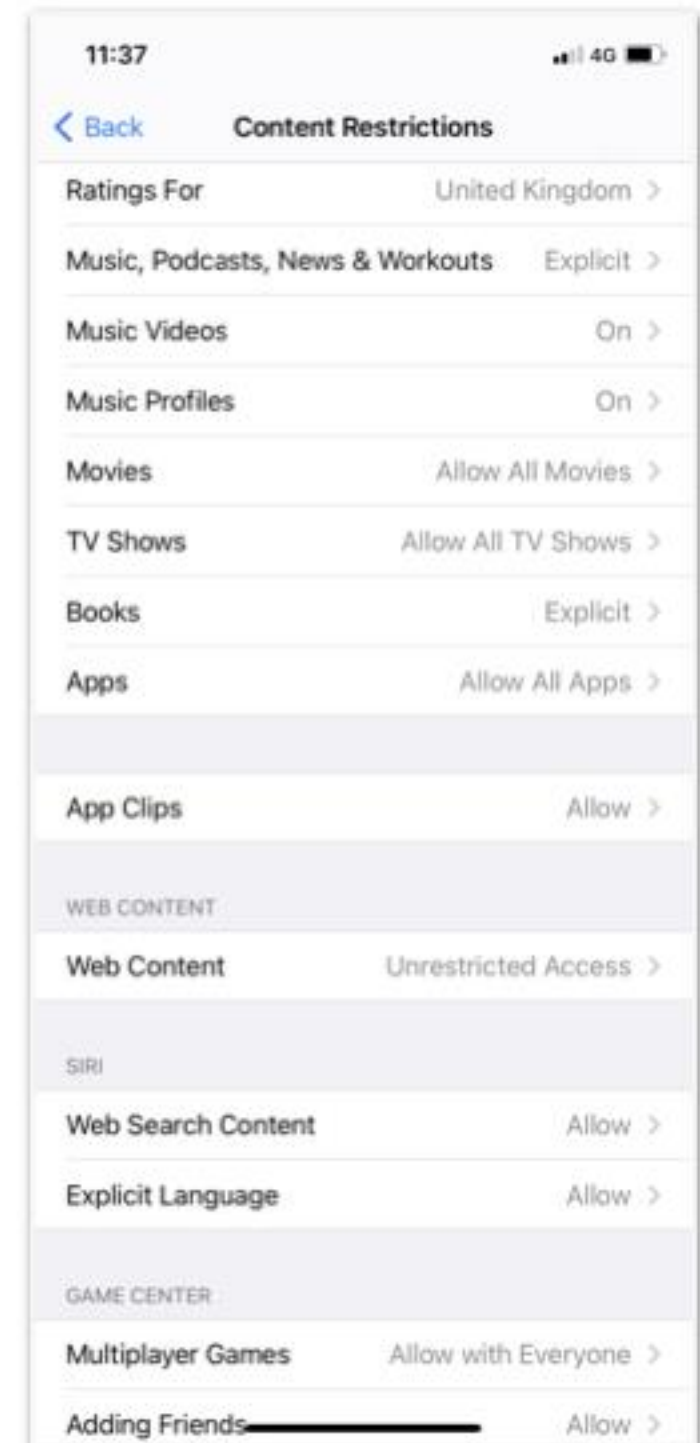 11:37 4G
Back Content Restrictions
Ratings For United Kingdom
Music, Podcasts, News & Workouts Explicit
Music Videos On
Music Profiles On
Movies Allow All Movies
TV Shows Allow All TV Shows
Books Explicit
Apps Allow All Apps
App Clips Allow
WEB CONTENT
Web Content Unrestricted Access
SIRI
Web Search Content Allow
Explicit Language Allow
GAME CENTER
Multiplayer Games Allow with Everyone
Adding Friends Allow